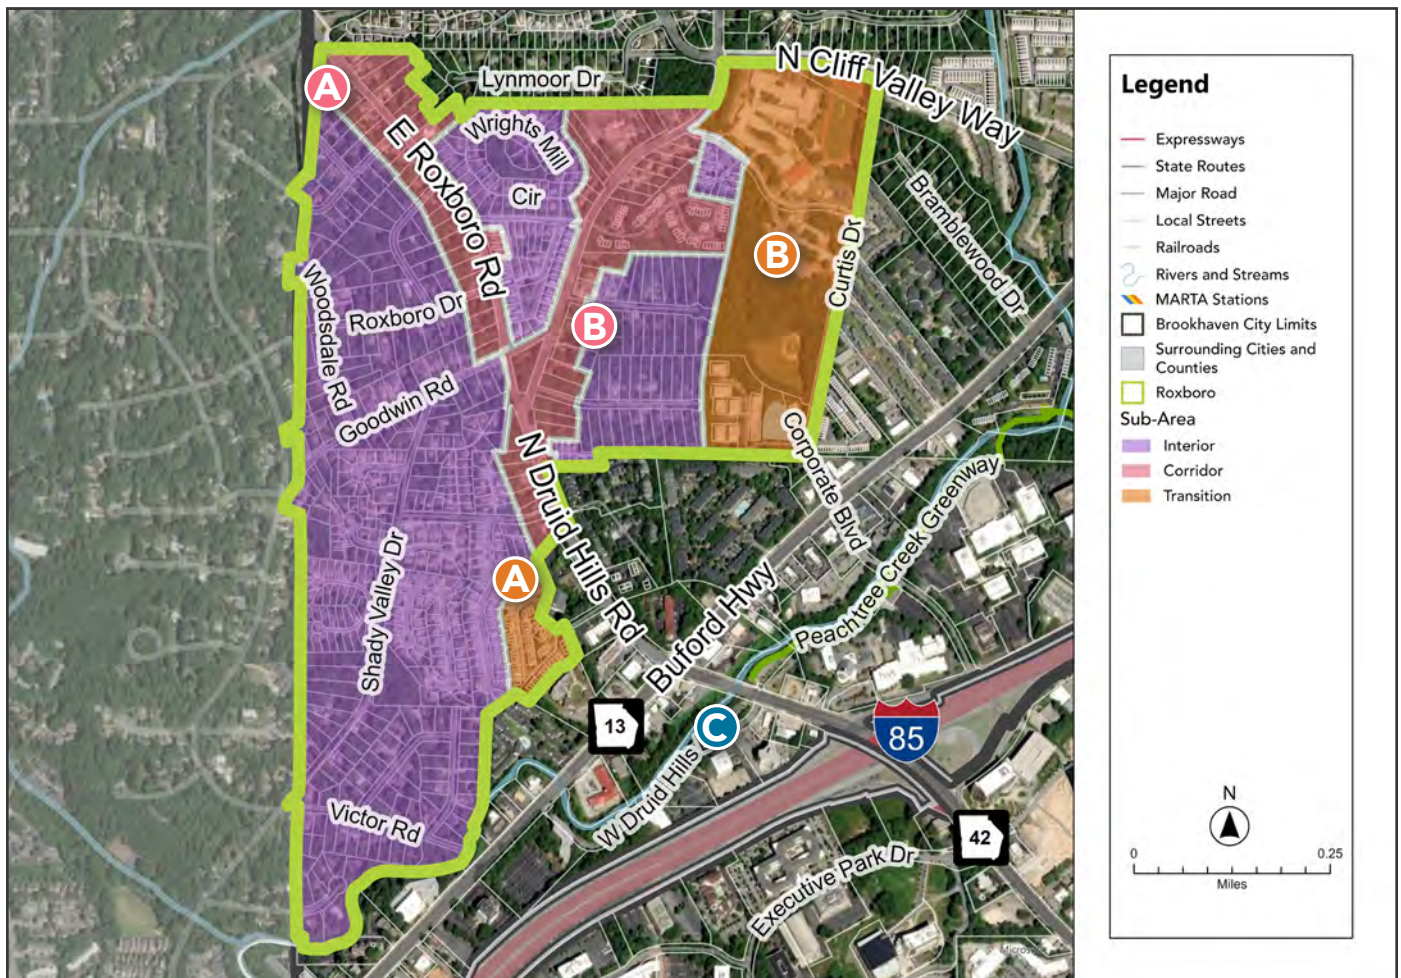 N Cliff Valley Way
Lynmoor Dr
A
Wrights Mill
Cir
E Roxboro Rd
Bramblewood Dr
B
Curtis Dr
Woodsdale Rd
Roxboro Dr
B
Goodwin Rd
N Druid Hills Rd
Corporate Blvd
Peachtree Creek Greenway
Shady Valley Dr
A
Buford Hwy
13
C
85
W Druid Hills
Victor Rd
42
Executive Park Dr
Legend
Expressways
State Routes
Major Road
Local Streets
Railroads
Rivers and Streams
MARTA Stations
Brookhaven City Limits
Surrounding Cities and
Counties
Roxboro
Sub-Area
Interior
Corridor
Transition
N
0 0.25
Miles